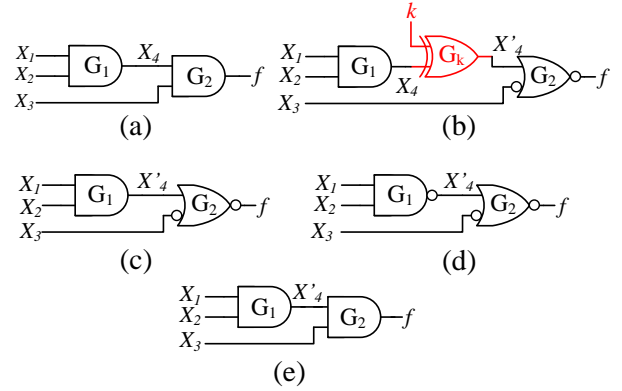 X1 X2 G1 X4 G2 f X3
(a)
k
X1 X2 G1 X4 Gk X'4 G2 f X3
(b)
X1 X2 G1 X'4 G2 f X3
(c)
X1 X2 G1 X'4 G2 f X3
(d)
X1 X2 G1 X'4 G2 f X3
(e)